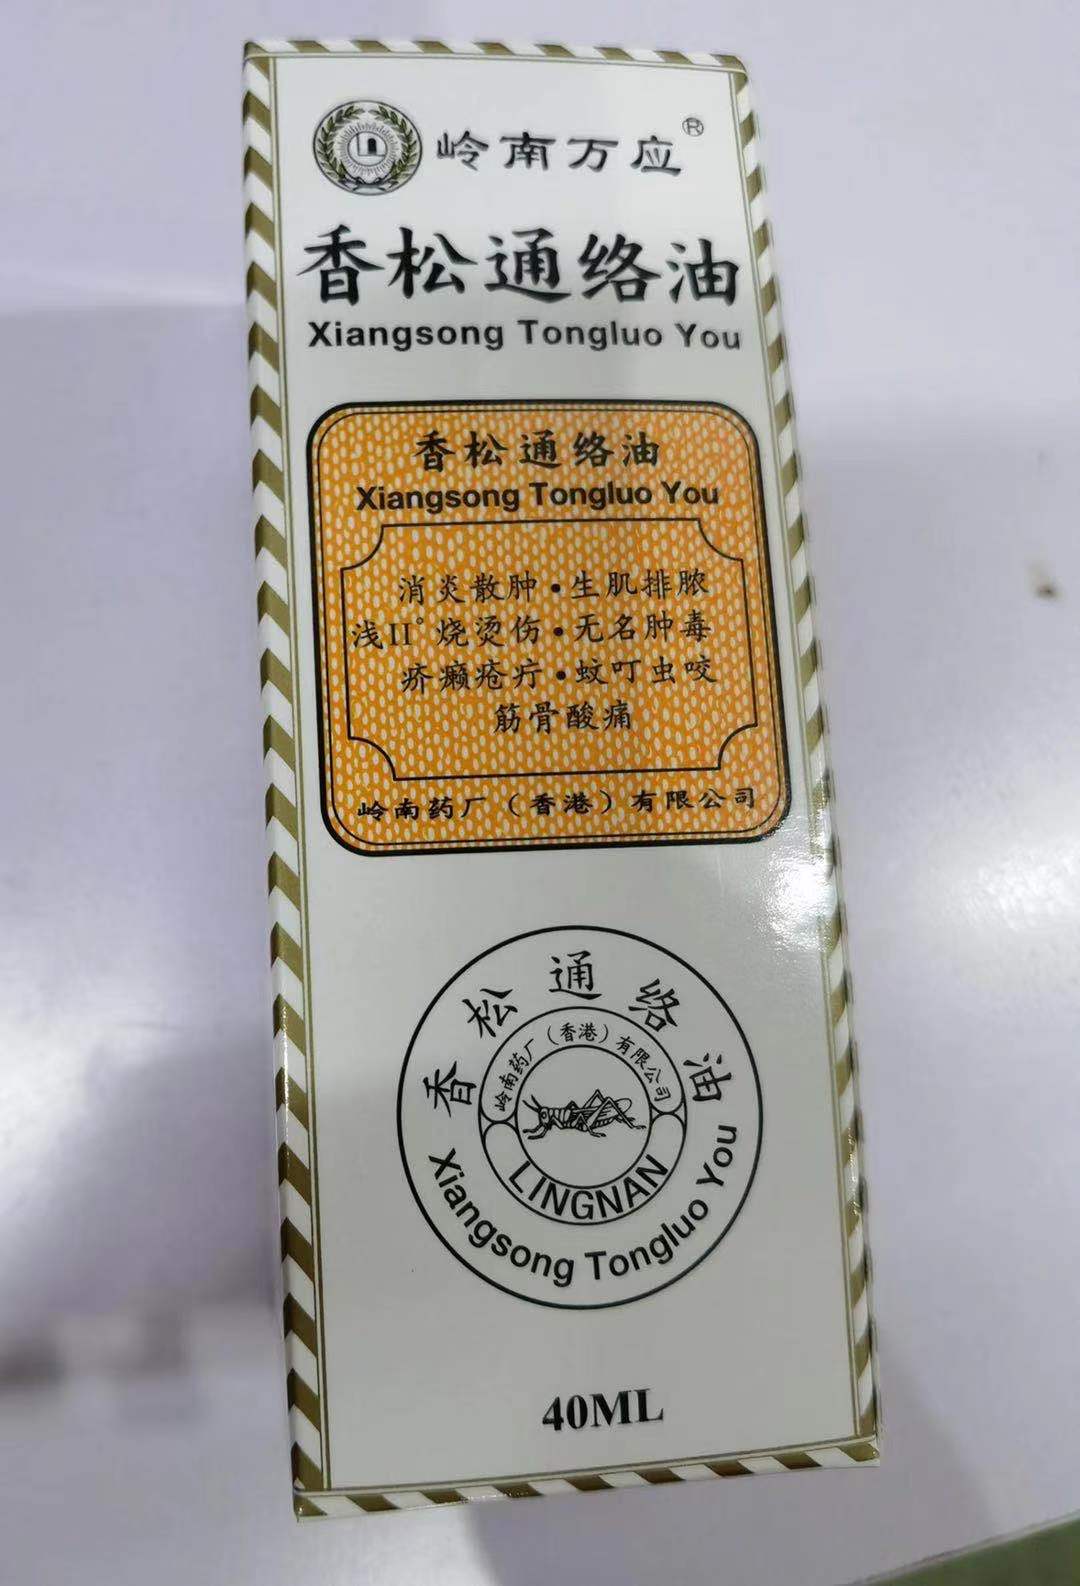 岭南万应®
香松通络油
Xiangsong Tongluo You
香松通络油
Xiangsong Tongluo You
消炎散肿·生肌排脓
浅II°烧烫伤·无名肿毒
疥癞疮疔·蚊叮虫咬
筋骨酸痛
岭南药厂(香港)有限公司
香松通络油
岭南药厂(香港)有限公司
LINGNAN
Xiangsong Tongluo You
40ML